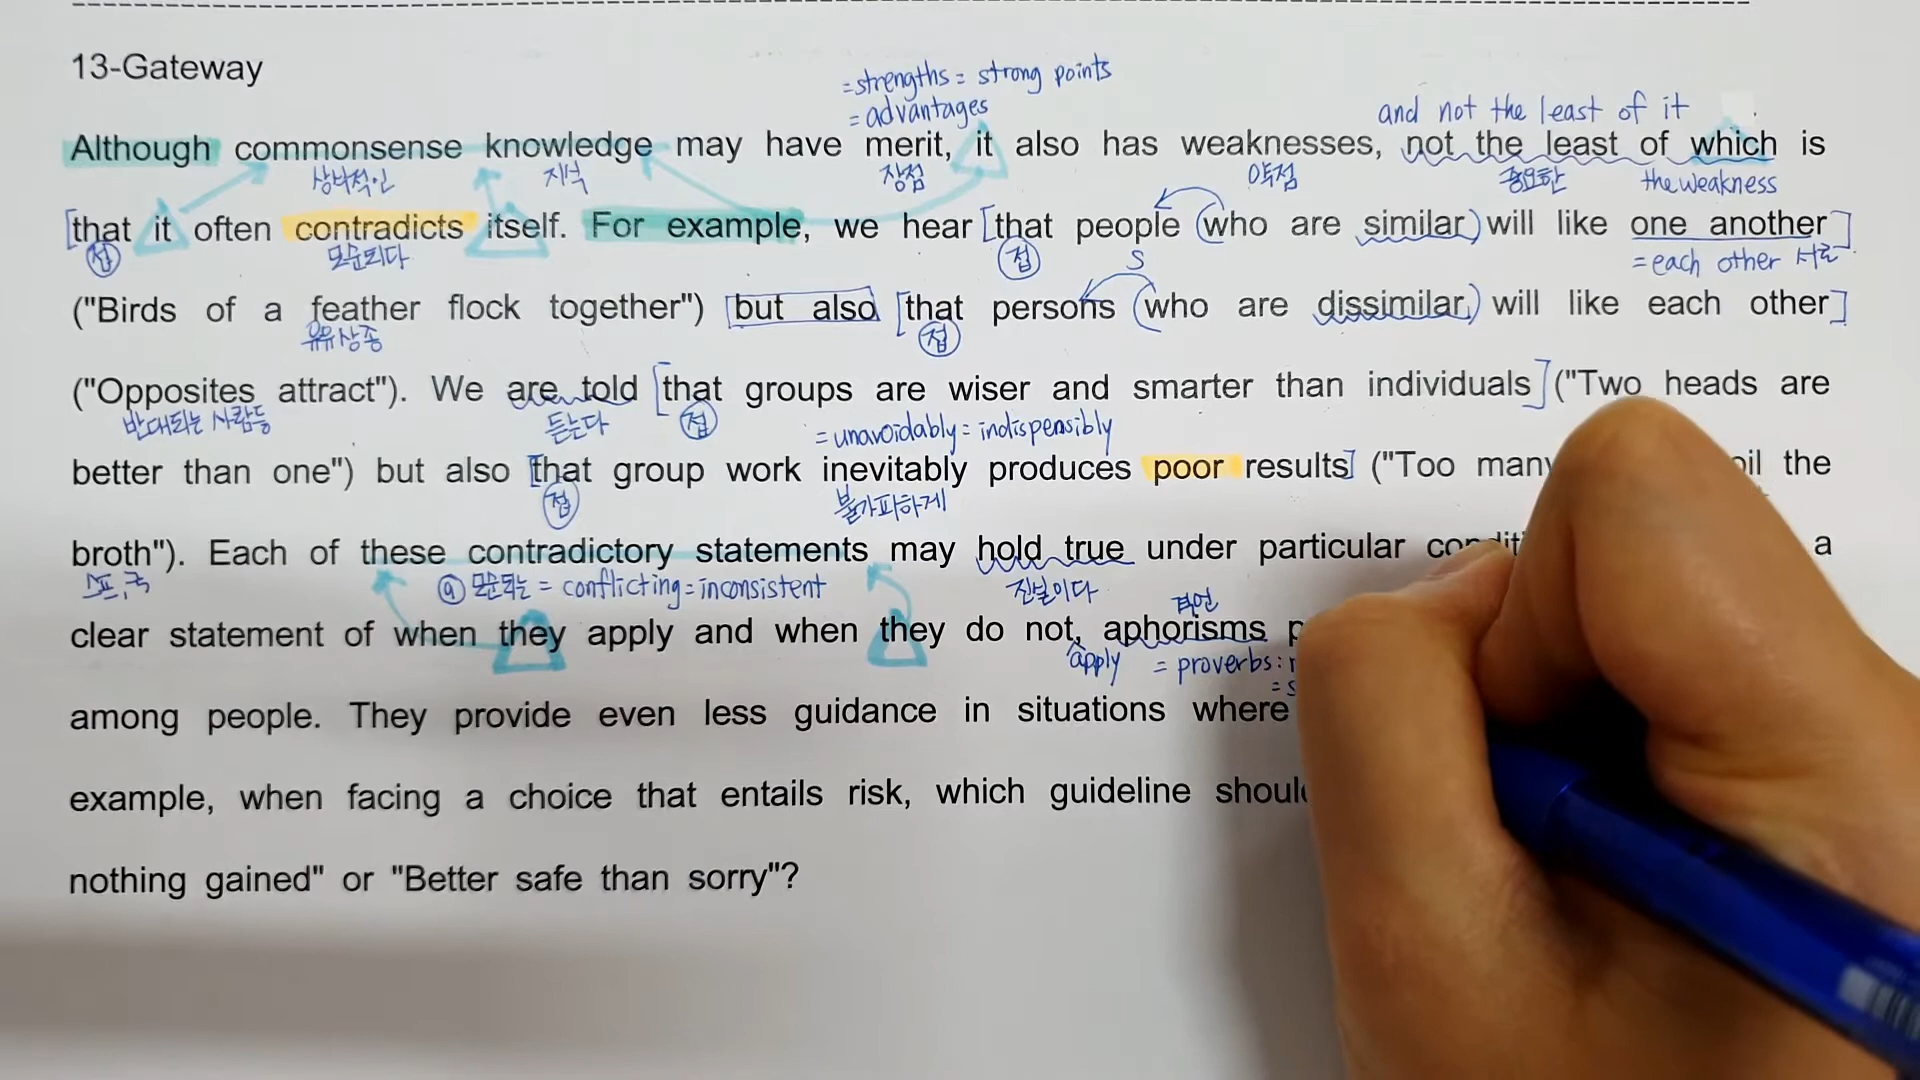 13-Gateway
= strengths = strong points
= advantages
and not the least of it
Although commonsense knowledge may have merit, it also has weaknesses, not the least of which is
상식적인 지식 장점 약점 중요한 the weakness
that it often contradicts itself. For example, we hear that people who are similar will like one another
접 모순되다 접 S = each other 서로
("Birds of a feather flock together") but also that persons who are dissimilar will like each other
유유상종 접
("Opposites attract"). We are told that groups are wiser and smarter than individuals ("Two heads are
반대되는 사람들 듣는다 접 = unavoidably = indispensibly
better than one") but also that group work inevitably produces poor results ("Too many oil the
접 불가피하게
broth"). Each of these contradictory statements may hold true under particular a
스프, 국 ⓐ 모순되는 = conflicting = inconsistent 진실이다 격언
clear statement of when they apply and when they do not, aphorisms
apply = proverbs:
among people. They provide even less guidance in situations where
example, when facing a choice that entails risk, which guideline
nothing gained" or "Better safe than sorry"?